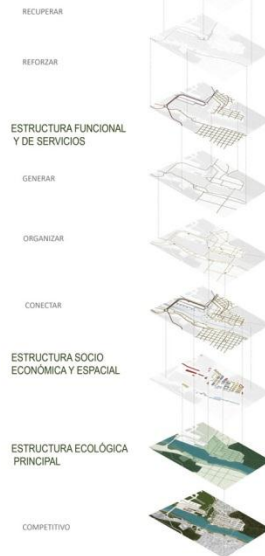 RECUPERAR
REFORZAR
ESTRUCTURA FUNCIONAL
Y DE SERVICIOS
GENERAR
ORGANIZAR
CONECTAR
ESTRUCTURA SOCIO
ECONÓMICA Y ESPACIAL
ESTRUCTURA ECOLÓGICA
PRINCIPAL
COMPETITIVO